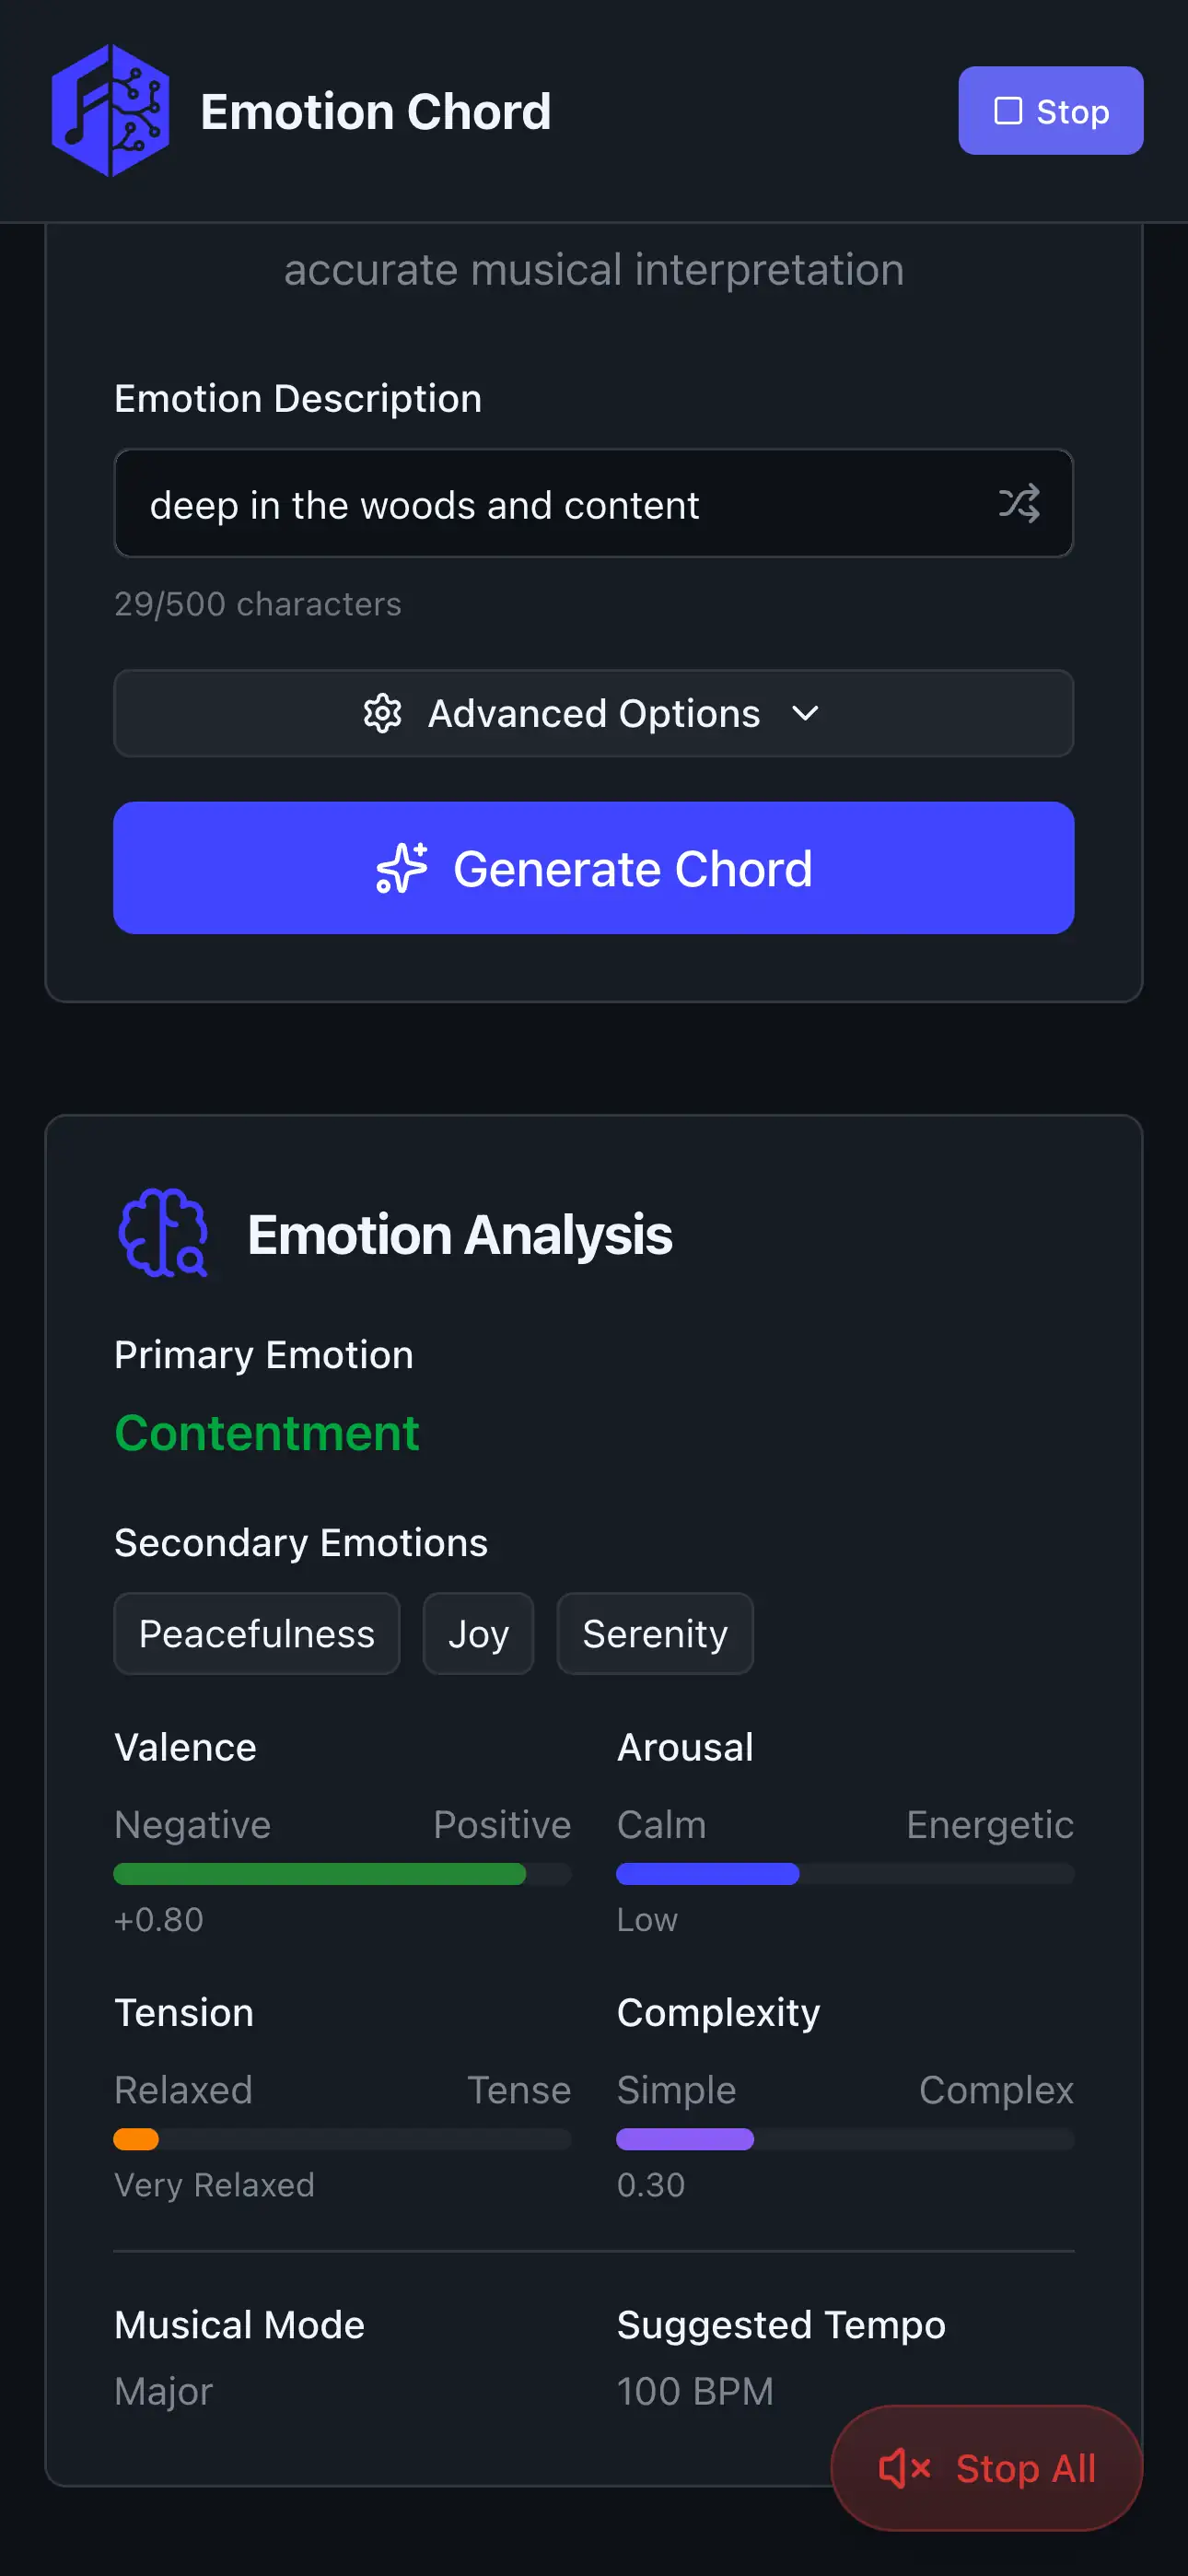 Emotion Chord
Stop
accurate musical interpretation
Emotion Description
deep in the woods and content
29/500 characters
Advanced Options
Generate Chord
Emotion Analysis
Primary Emotion
Contentment
Secondary Emotions
Peacefulness Joy Serenity
Valence Arousal
Negative Positive Calm Energetic
+0.80 Low
Tension Complexity
Relaxed Tense Simple Complex
Very Relaxed 0.30
Musical Mode Suggested Tempo
Major 100 BPM
Stop All